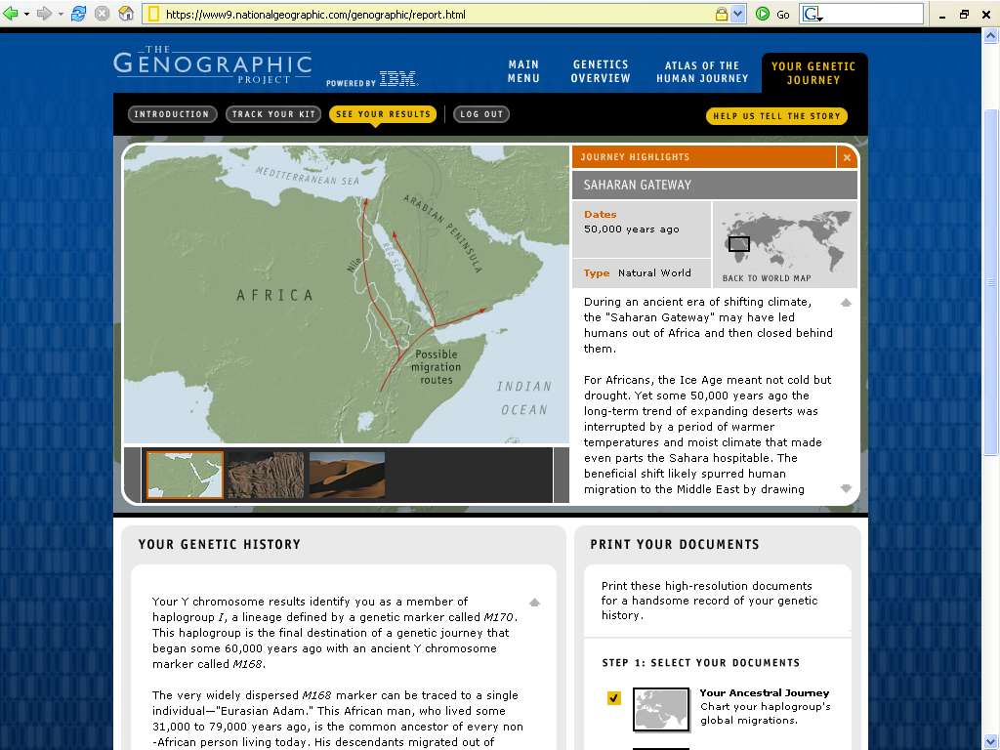 https://www9.nationalgeographic.com/genographic/report.html
Go
G
THE
GENOGRAPHIC
PROJECT
POWERED BY IBM
MAIN
MENU
GENETICS
OVERVIEW
ATLAS OF THE
HUMAN JOURNEY
YOUR GENETIC
JOURNEY
INTRODUCTION
TRACK YOUR KIT
SEE YOUR RESULTS
LOG OUT
HELP US TELL THE STORY
MEDITERRANEAN SEA
ARABIAN PENINSULA
RED SEA
Nile
AFRICA
Possible
migration
routes
INDIAN
OCEAN
JOURNEY HIGHLIGHTS
SAHARAN GATEWAY
Dates
50,000 years ago
Type Natural World
BACK TO WORLD MAP
During an ancient era of shifting climate,
the "Saharan Gateway" may have led
humans out of Africa and then closed behind
them.
For Africans, the Ice Age meant not cold but
drought. Yet some 50,000 years ago the
long-term trend of expanding deserts was
interrupted by a period of warmer
temperatures and moist climate that made
even parts the Sahara hospitable. The
beneficial shift likely spurred human
migration to the Middle East by drawing
YOUR GENETIC HISTORY
Your Y chromosome results identify you as a member of
haplogroup I, a lineage defined by a genetic marker called M170.
This haplogroup is the final destination of a genetic journey that
began some 60,000 years ago with an ancient Y chromosome
marker called M168.
The very widely dispersed M168 marker can be traced to a single
individual—"Eurasian Adam." This African man, who lived some
31,000 to 79,000 years ago, is the common ancestor of every non
-African person living today. His descendants migrated out of
PRINT YOUR DOCUMENTS
Print these high-resolution documents
for a handsome record of your genetic
history.
STEP 1: SELECT YOUR DOCUMENTS
Your Ancestral Journey
Chart your haplogroup's
global migrations.